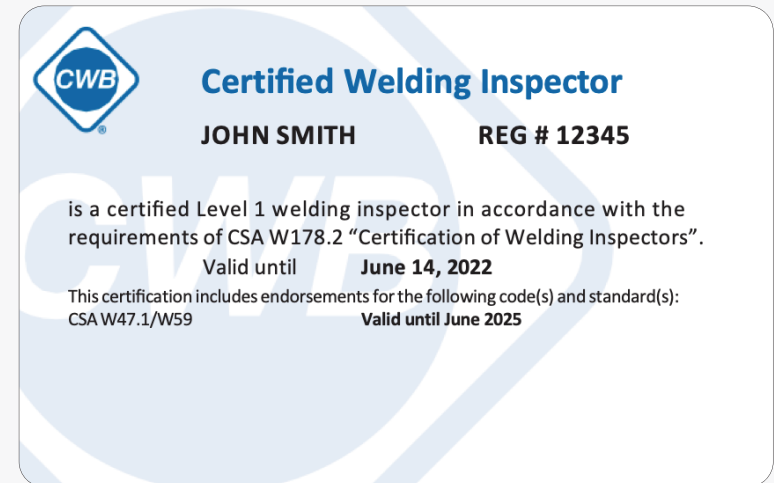 CWB
®
Certified Welding Inspector
JOHN SMITH REG # 12345
CWB
is a certified Level 1 welding inspector in accordance with the
requirements of CSA W178.2 “Certification of Welding Inspectors”.
Valid until June 14, 2022
This certification includes endorsements for the following code(s) and standard(s):
CSA W47.1/W59 Valid until June 2025